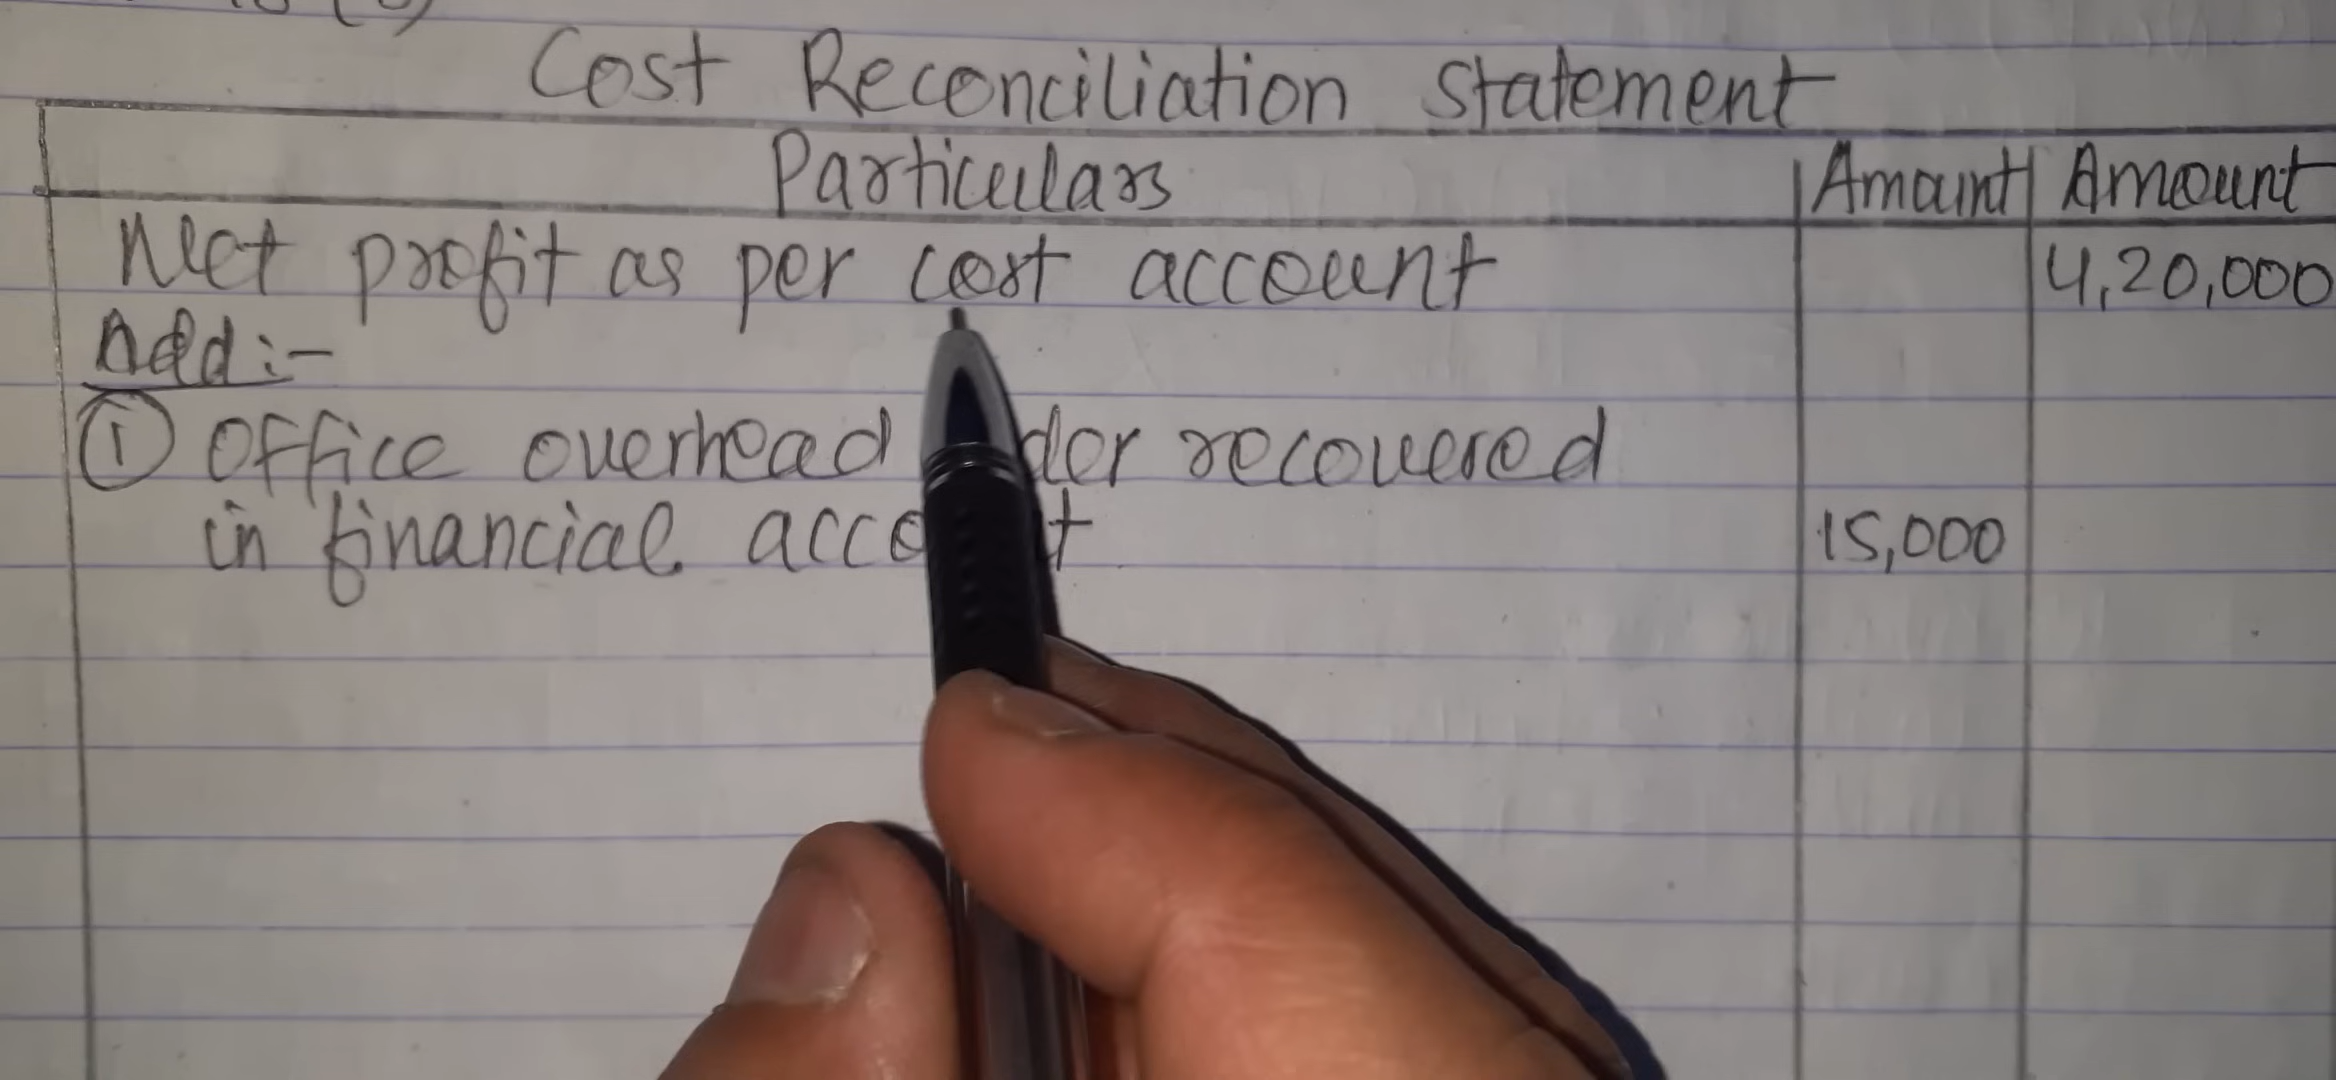 Cost Reconciliation Statement
Particulars Amount Amount
Net profit as per cost account 4,20,000
Add:-
① Office overhead der recovered
in financial acco t 15,000